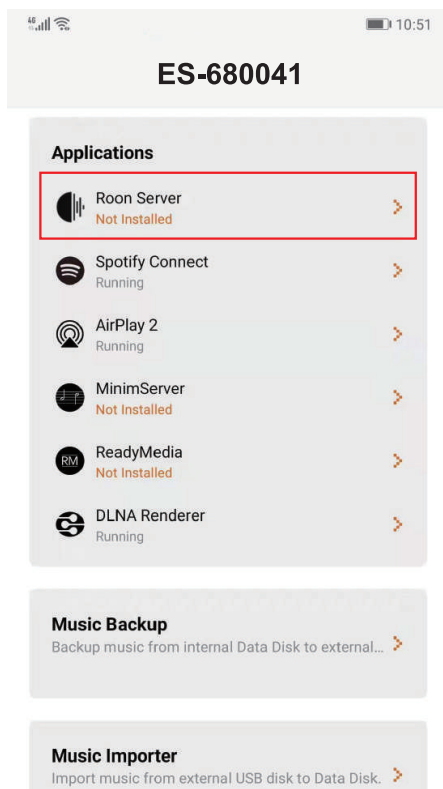 4G
10:51
ES-680041
Applications
Roon Server
Not Installed
Spotify Connect
Running
AirPlay 2
Running
MinimServer
Not Installed
RM
ReadyMedia
Not Installed
DLNA Renderer
Running
Music Backup
Backup music from internal Data Disk to external...
Music Importer
Import music from external USB disk to Data Disk.